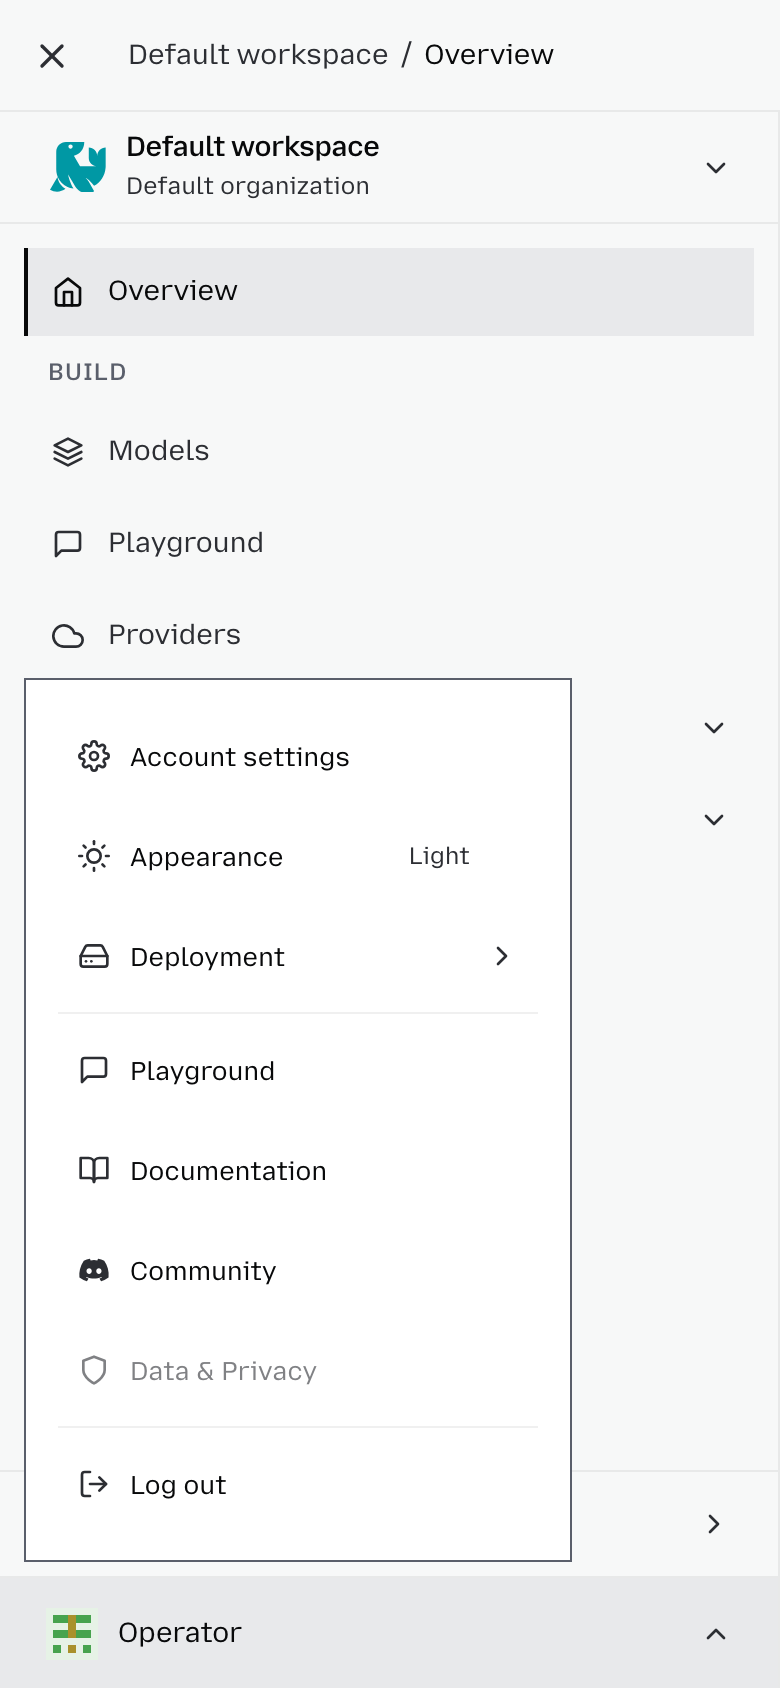 Default workspace / Overview
Default workspace
Default organization
Overview
BUILD
Models
Playground
Providers
Account settings
Appearance Light
Deployment
Playground
Documentation
Community
Data & Privacy
Log out
Operator